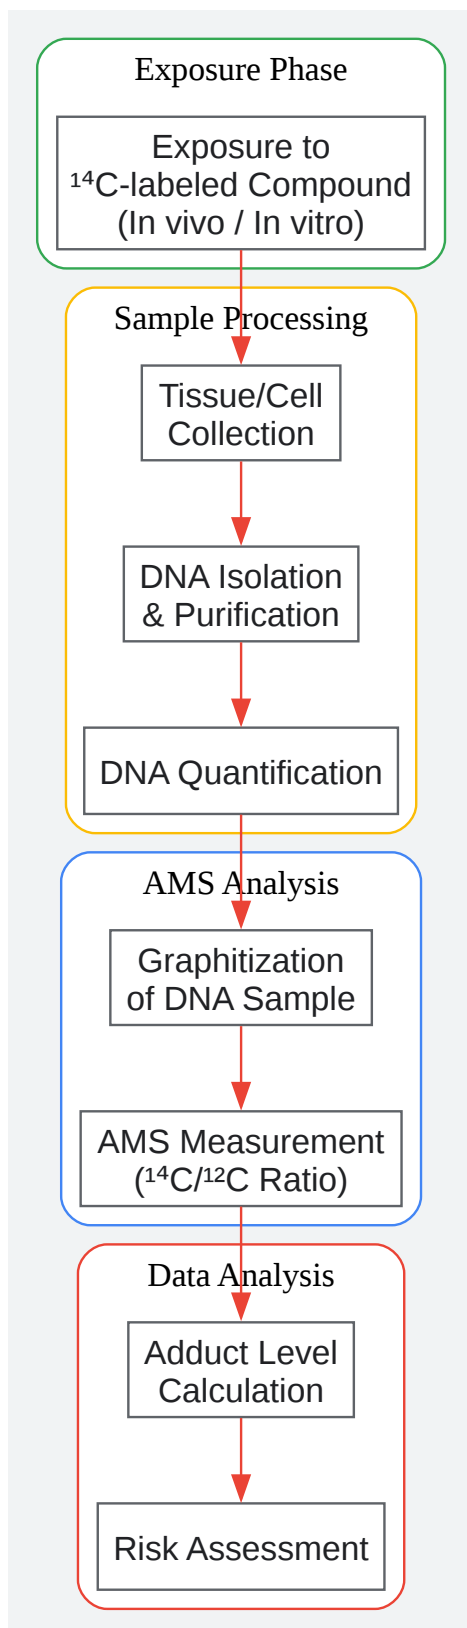 Exposure Phase
Exposure to
¹⁴C-labeled Compound
(In vivo / In vitro)
Sample Processing
Tissue/Cell
Collection
DNA Isolation
& Purification
DNA Quantification
AMS Analysis
Graphitization
of DNA Sample
AMS Measurement
(¹⁴C/¹²C Ratio)
Data Analysis
Adduct Level
Calculation
Risk Assessment